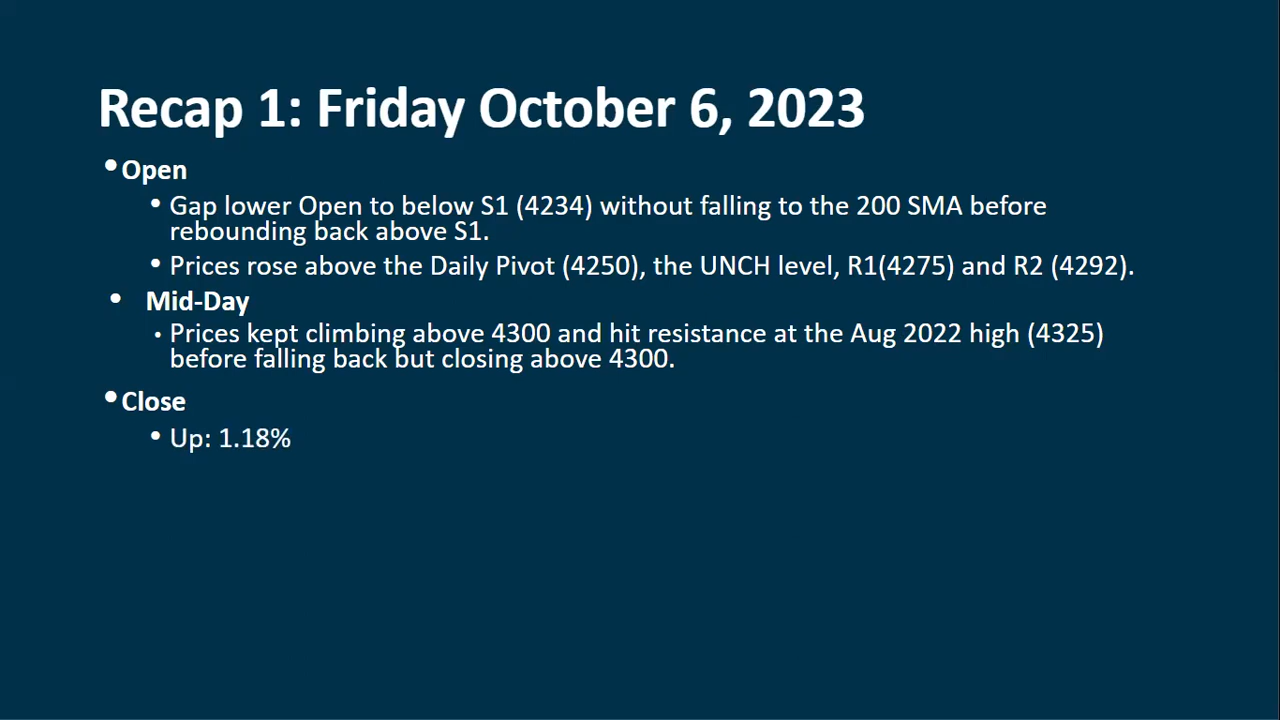 Recap 1: Friday October 6, 2023
•Open
• Gap lower Open to below S1 (4234) without falling to the 200 SMA before
rebounding back above S1.
• Prices rose above the Daily Pivot (4250), the UNCH level, R1(4275) and R2 (4292).
• Mid-Day
• Prices kept climbing above 4300 and hit resistance at the Aug 2022 high (4325)
before falling back but closing above 4300.
•Close
• Up: 1.18%